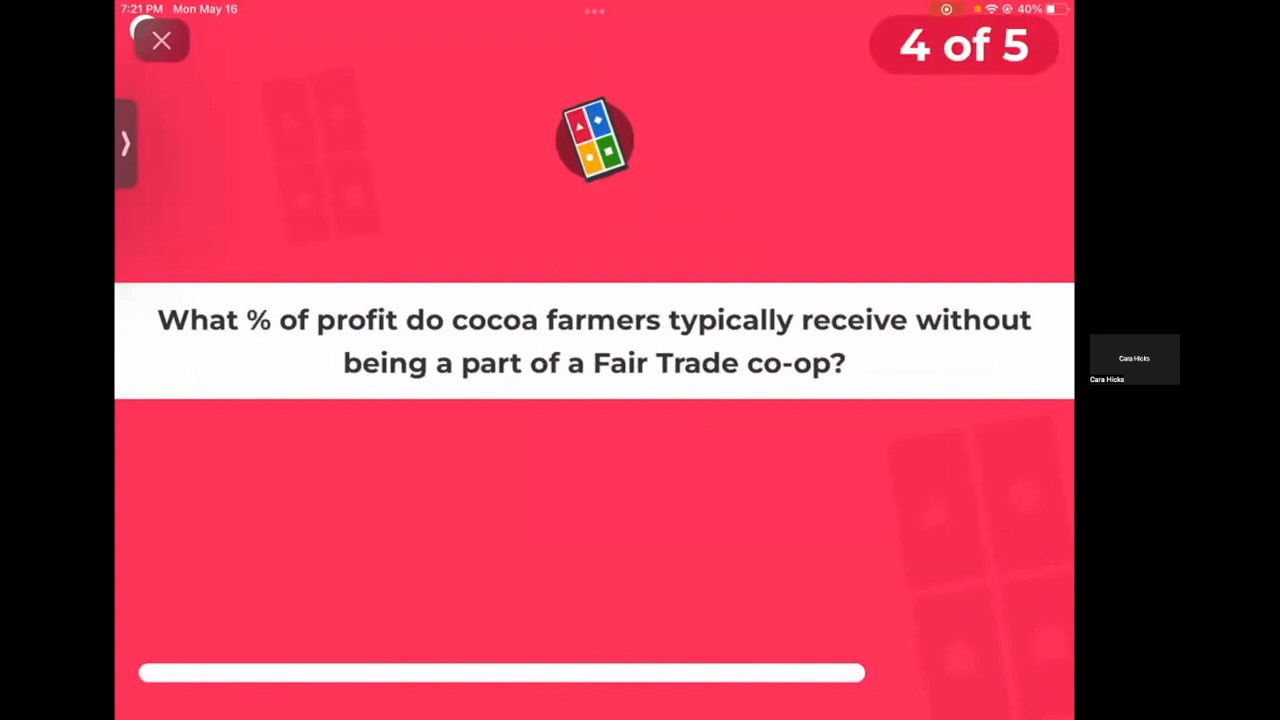 7:21 PM Mon May 16
40%
4 of 5
What % of profit do cocoa farmers typically receive without
being a part of a Fair Trade co-op?
Cara Hicks
Cara Hicks